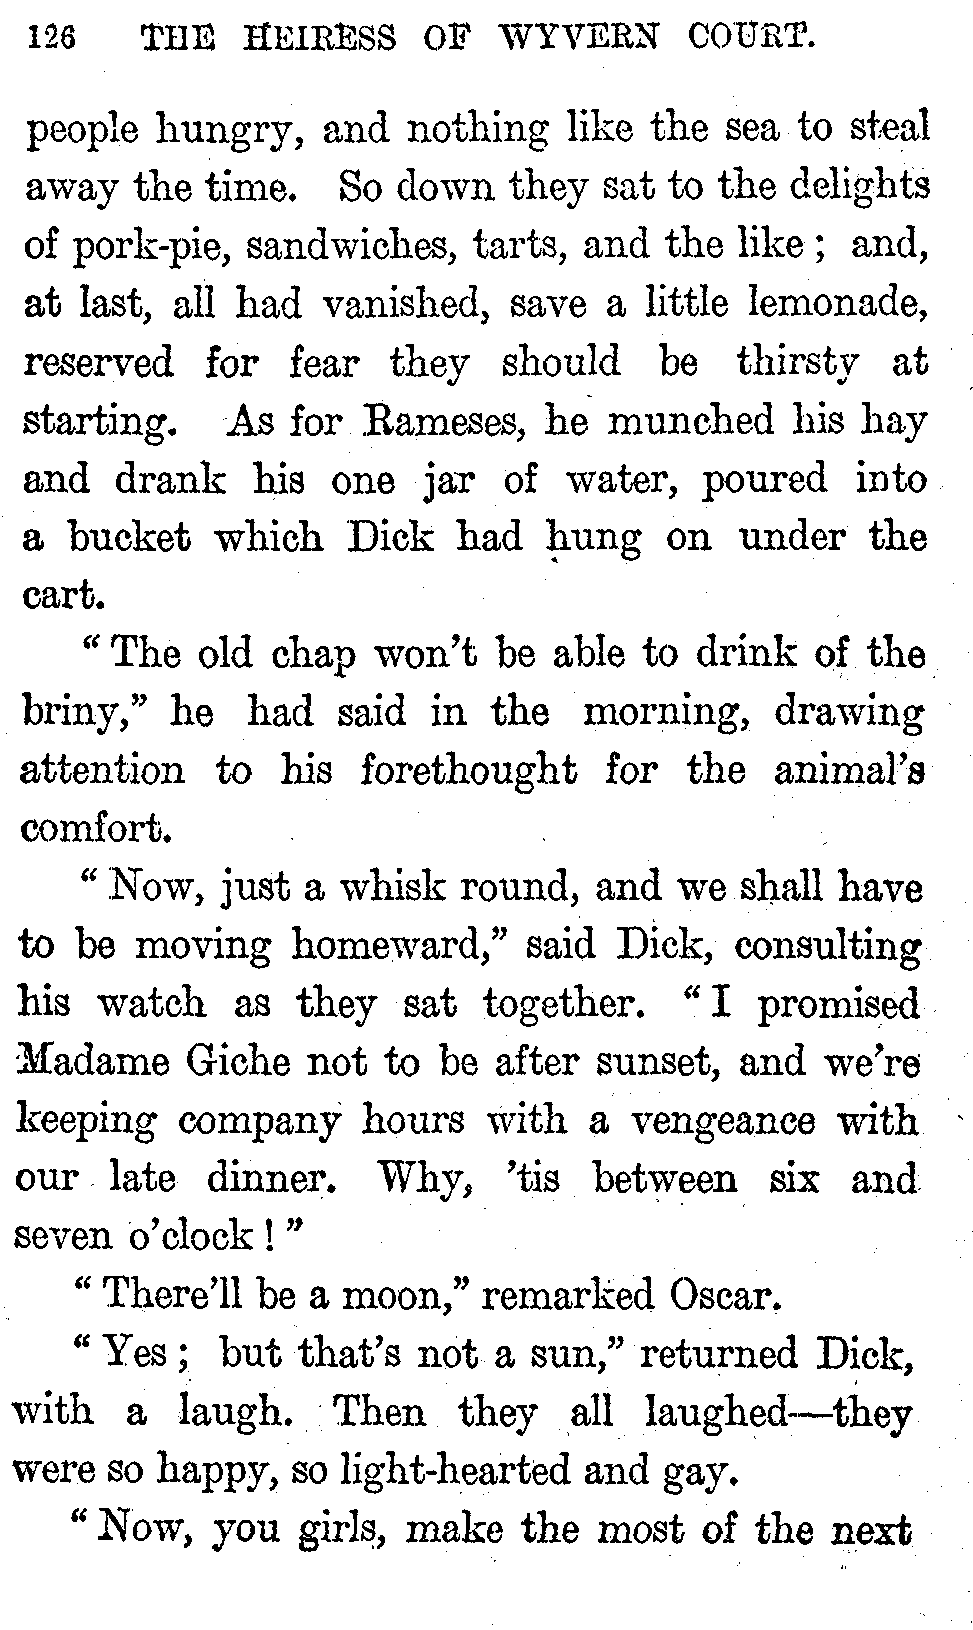 126 THE HEIRESS OF WYVERN COURT.
people hungry, and nothing like the sea to steal
away the time. So down they sat to the delights
of pork-pie, sandwiches, tarts, and the like ; and,
at last, all had vanished, save a little lemonade,
reserved for fear they should be thirsty at
starting. As for Rameses, he munched his hay
and drank his one jar of water, poured into
a bucket which Dick had hung on under the
cart.
“ The old chap won’t be able to drink of the
briny,” he had said in the morning, drawing
attention to his forethought for the animal’s
comfort.
“ Now, just a whisk round, and we shall have
to be moving homeward,” said Dick, consulting
his watch as they sat together. “ I promised
Madame Giche not to be after sunset, and we’re
keeping company hours with a vengeance with
our late dinner. Why, ’tis between six and
seven o’clock ! ”
“ There’ll be a moon,” remarked Oscar.
“ Yes ; but that’s not a sun,” returned Dick,
with a laugh. Then they all laughed—they
were so happy, so light-hearted and gay.
“ Now, you girls, make the most of the next